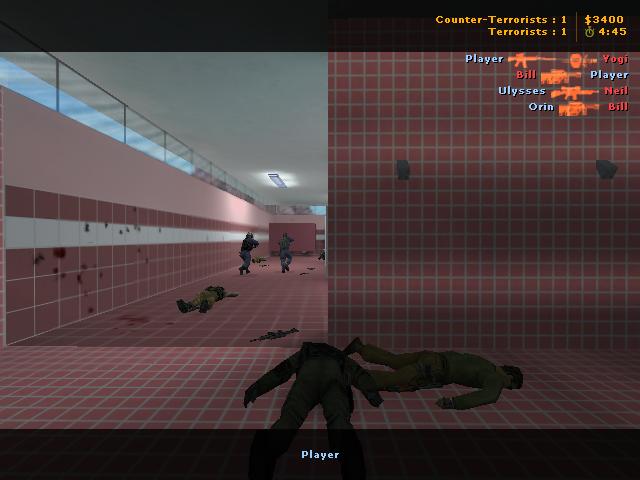 Counter-Terrorists : 1 $3400
Terrorists : 1 4:45
Player Yogi
Bill Player
Ulysses Neil
Orin Bill
Player